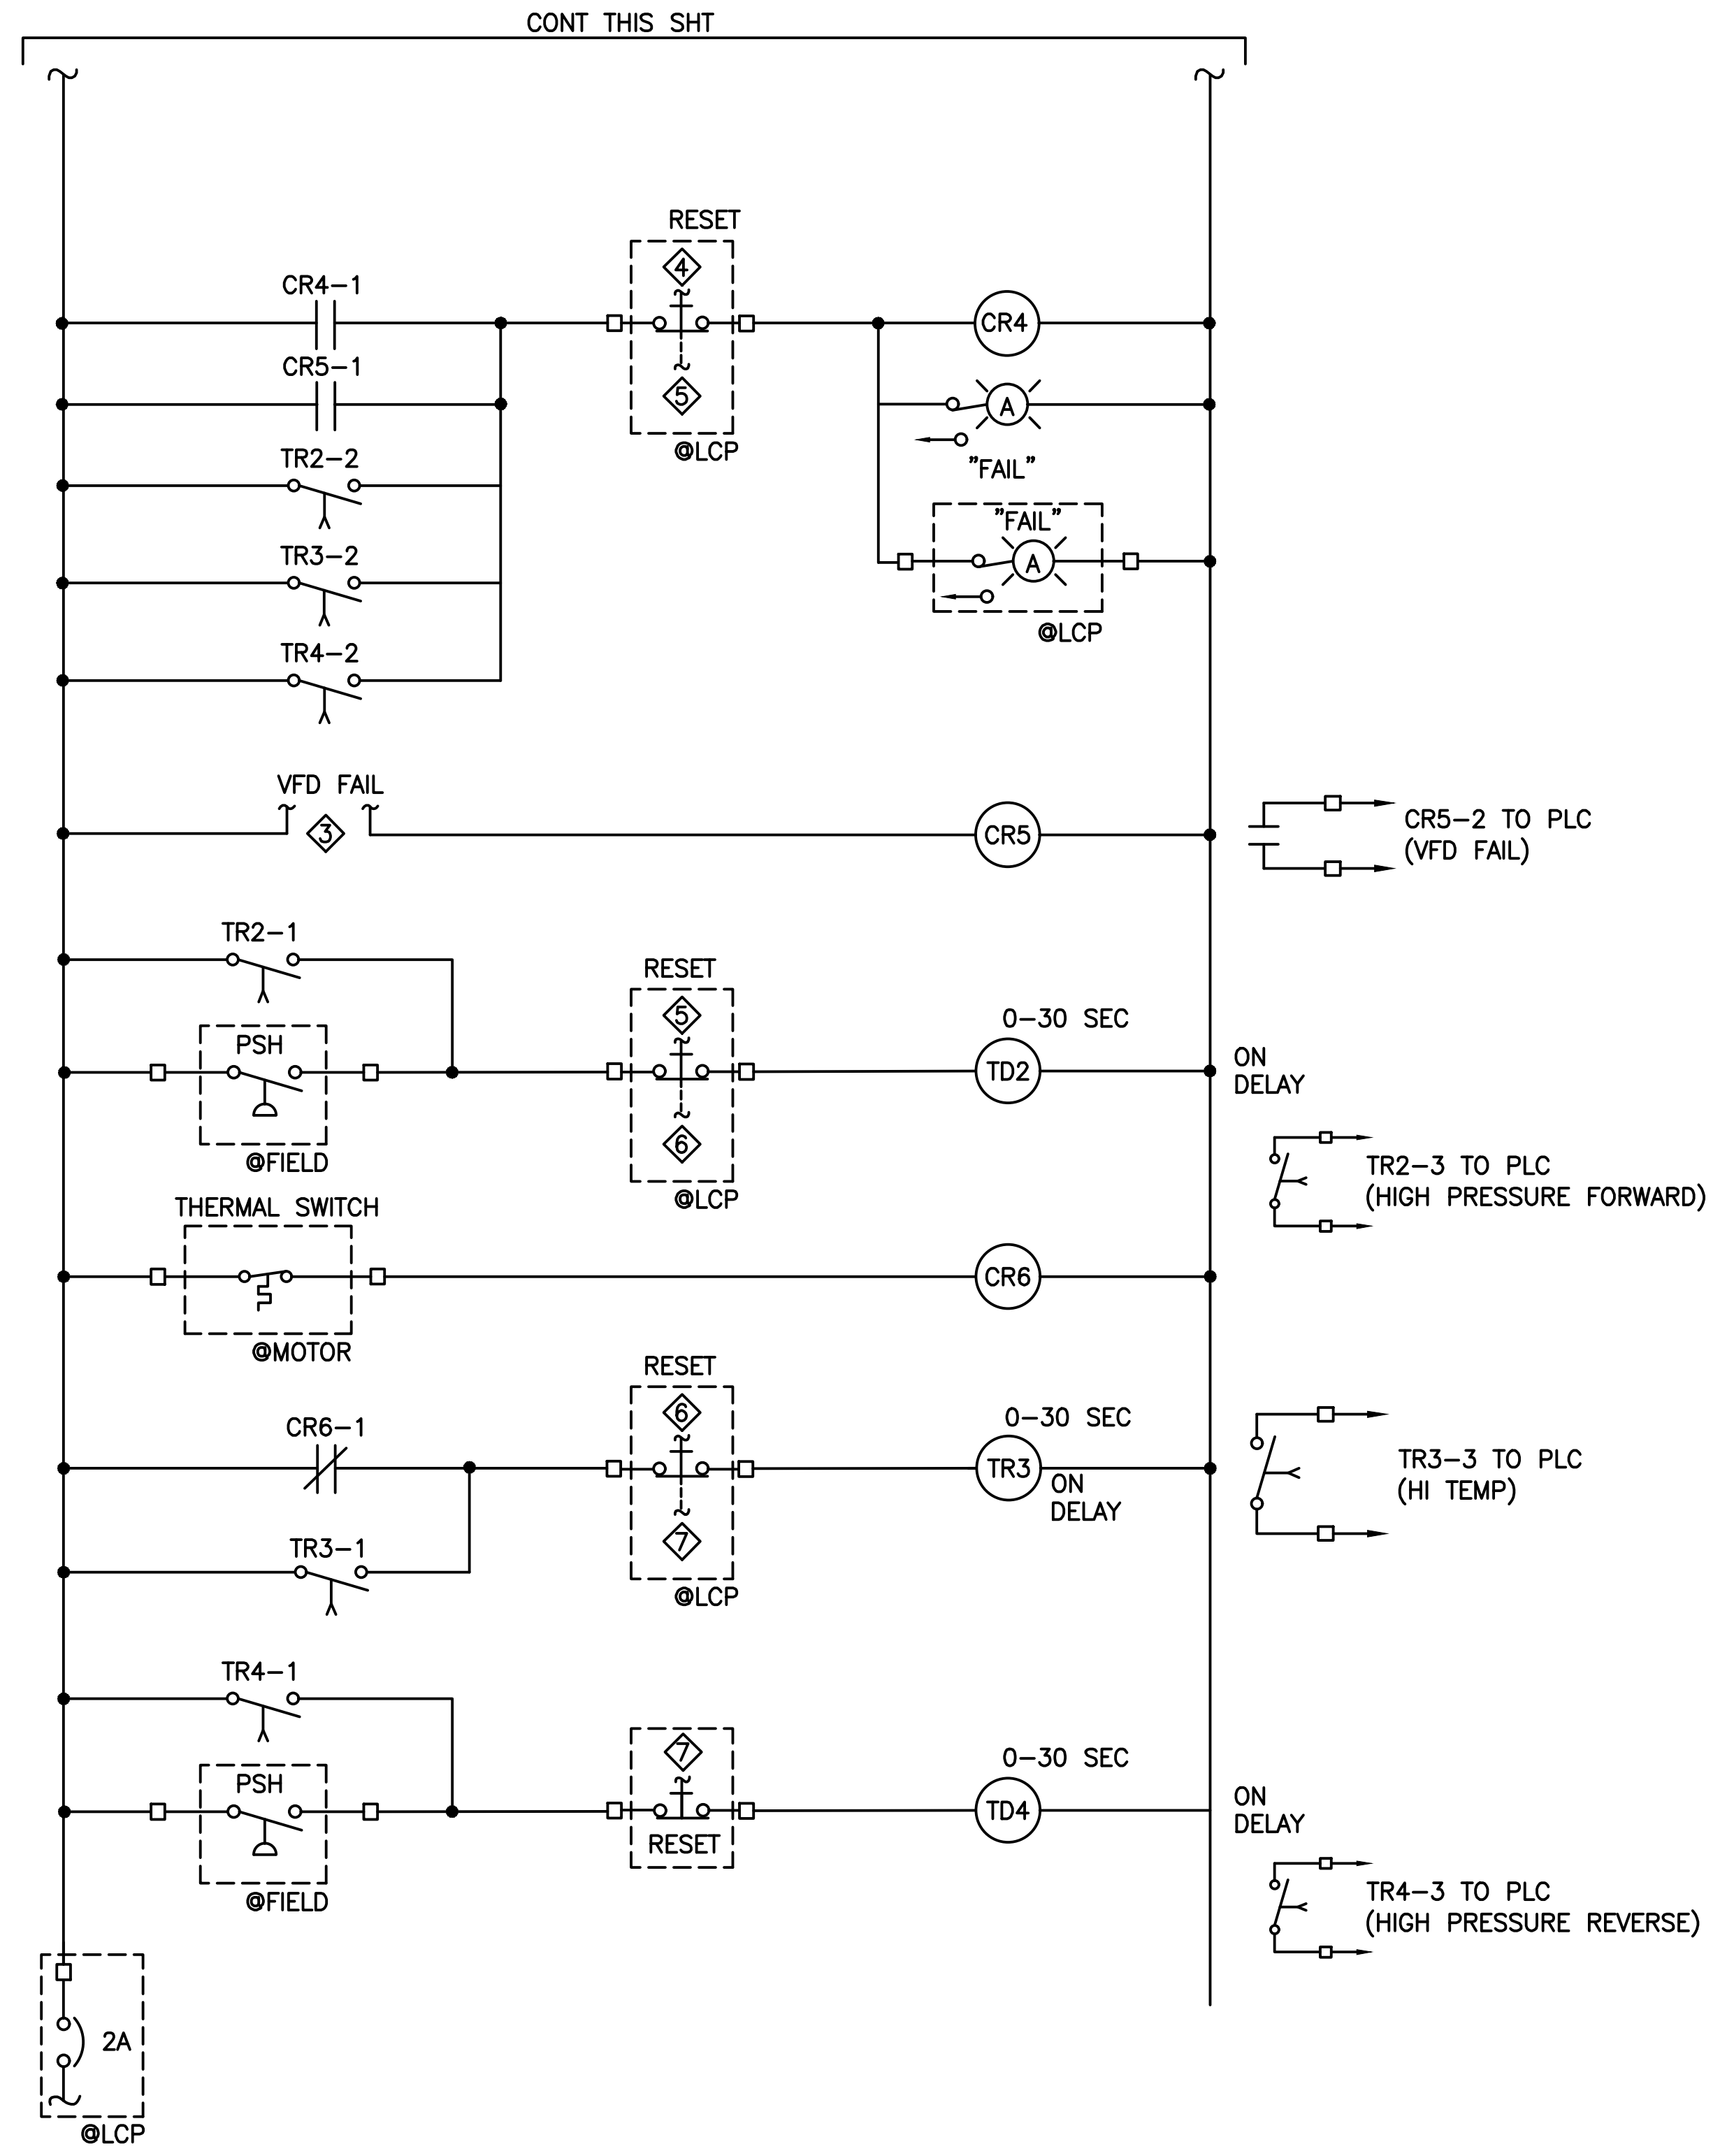 CONT THIS SHT
RESET
4
CR4-1
CR4
CR5-1
5
A
@LCP
"FAIL"
TR2-2
"FAIL"
A
TR3-2
@LCP
TR4-2
VFD FAIL
3
CR5
CR5-2 TO PLC
(VFD FAIL)
TR2-1
RESET
5
0-30 SEC
PSH
TD2
ON
DELAY
6
@FIELD
@LCP
TR2-3 TO PLC
(HIGH PRESSURE FORWARD)
THERMAL SWITCH
CR6
@MOTOR
RESET
6
0-30 SEC
CR6-1
TR3
ON
DELAY
TR3-3 TO PLC
(HI TEMP)
TR3-1
7
@LCP
TR4-1
7
0-30 SEC
PSH
TD4
ON
DELAY
RESET
@FIELD
TR4-3 TO PLC
(HIGH PRESSURE REVERSE)
2A
@LCP